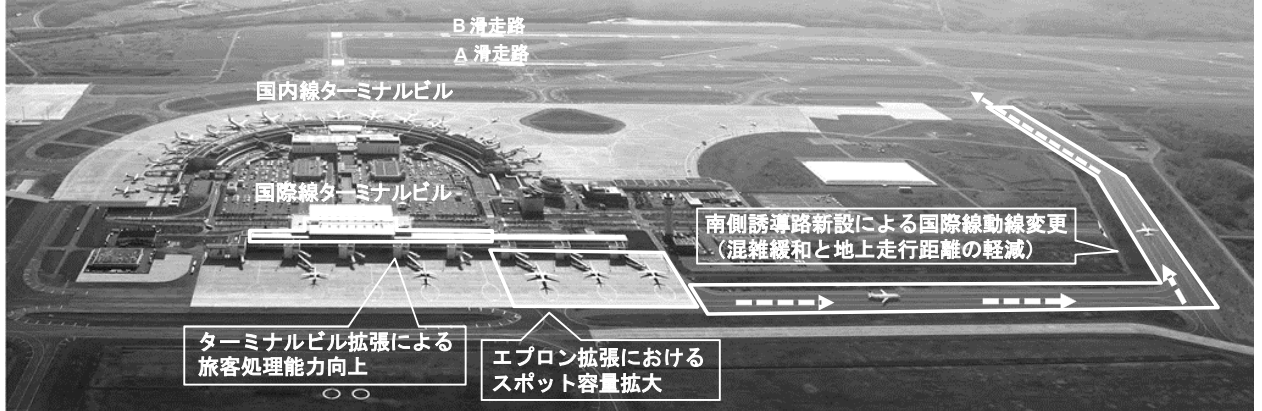 B 滑走路
A 滑走路
国内線ターミナルビル
国際線ターミナルビル
南側誘導路新設による国際線動線変更
（混雑緩和と地上走行距離の軽減）
ターミナルビル拡張による
旅客処理能力向上
エプロン拡張における
スポット容量拡大